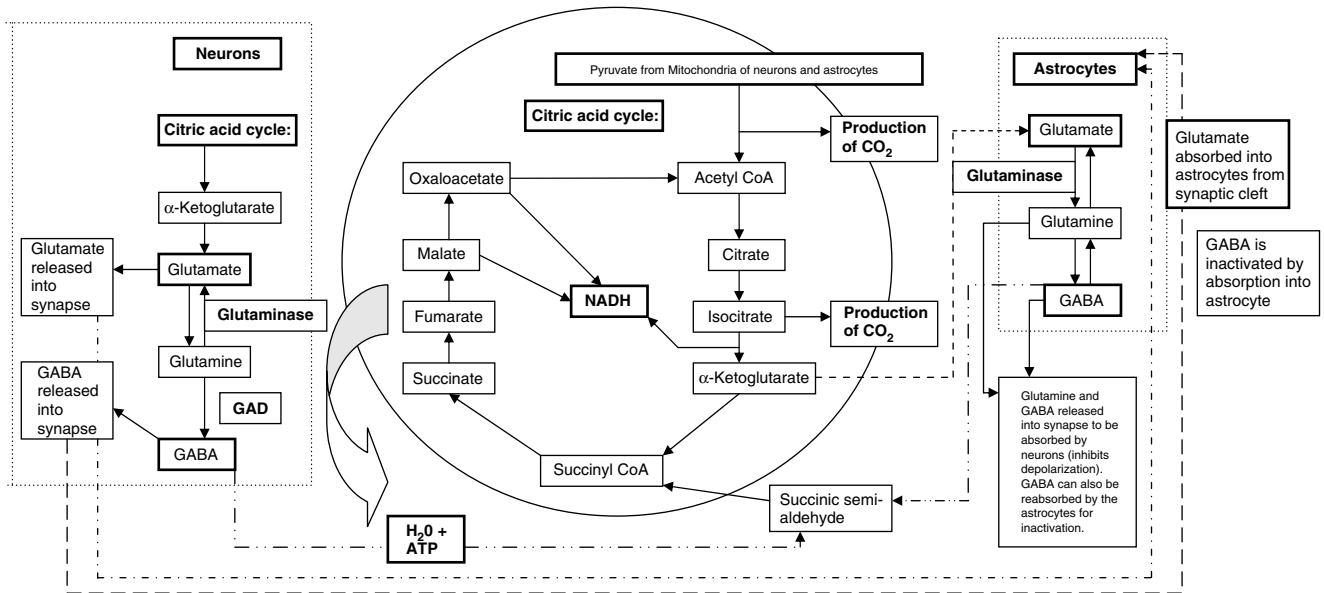 Neurons
Citric acid cycle:
α-Ketoglutarate
Glutamate
released
into
synapse
Glutamate
Glutaminase
Glutamine
GABA
released
into
synapse
GAD
GABA
Pyruvate from Mitochondria of neurons and astrocytes
Citric acid cycle:
Production
of CO2
Oxaloacetate
Acetyl CoA
Malate
Citrate
NADH
Fumarate
Isocitrate
Production
of CO2
Succinate
α-Ketoglutarate
Succinyl CoA
Succinic semi-
aldehyde
H20 +
ATP
Astrocytes
Glutamate
Glutaminase
Glutamine
GABA
Glutamate
absorbed into
astrocytes from
synaptic cleft
GABA is
inactivated by
absorption into
astrocyte
Glutamine and
GABA released
into synapse to be
absorbed by
neurons (inhibits
depolarization).
GABA can also be
reabsorbed by the
astrocytes for
inactivation.